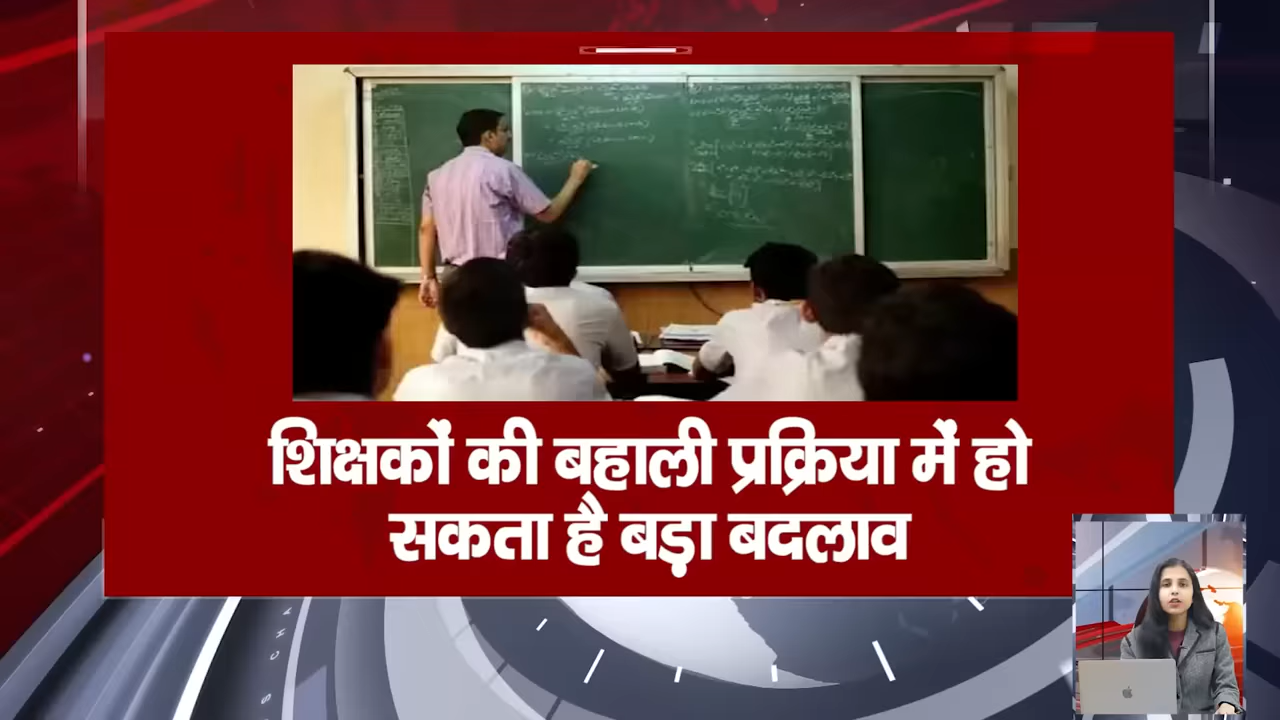 शिक्षकों की बहाली प्रक्रिया में हो
सकता है बड़ा बदलाव